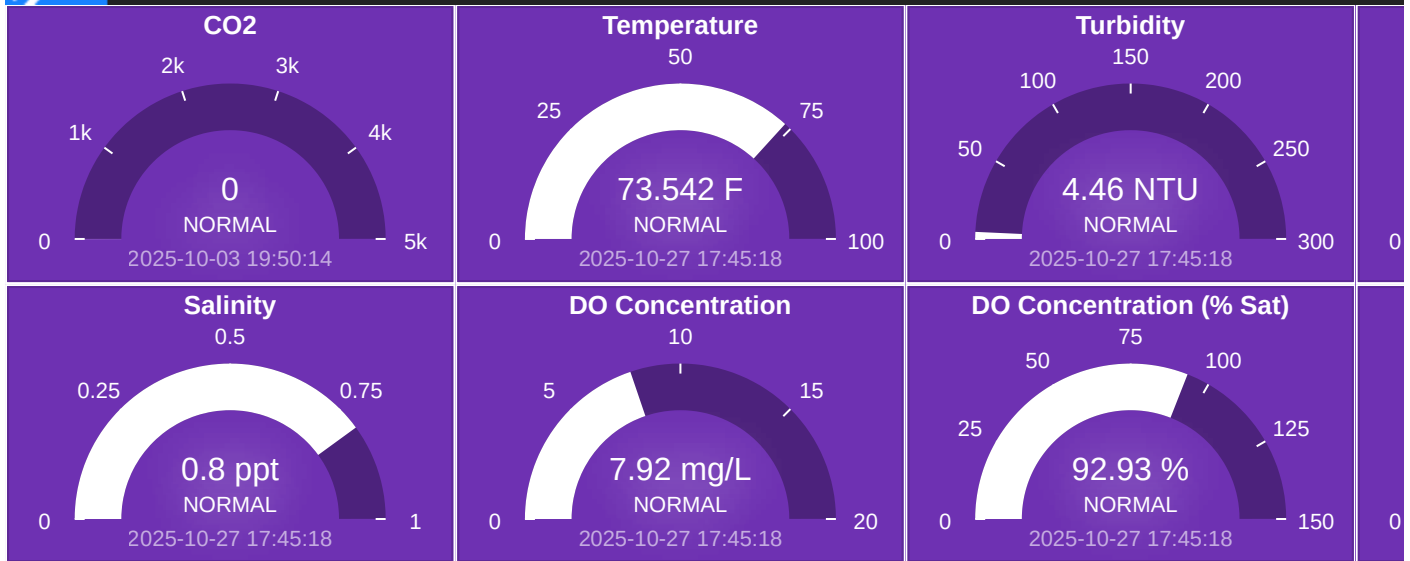 CO2
0
1k
2k
3k
4k
5k
0
NORMAL
2025-10-03 19:50:14
Temperature
0
25
50
75
100
73.542 F
NORMAL
2025-10-27 17:45:18
Turbidity
0
50
100
150
200
250
300
4.46 NTU
NORMAL
2025-10-27 17:45:18
0
Salinity
0
0.25
0.5
0.75
1
0.8 ppt
NORMAL
2025-10-27 17:45:18
DO Concentration
0
5
10
15
20
7.92 mg/L
NORMAL
2025-10-27 17:45:18
DO Concentration (% Sat)
0
25
50
75
100
125
150
92.93 %
NORMAL
2025-10-27 17:45:18
0